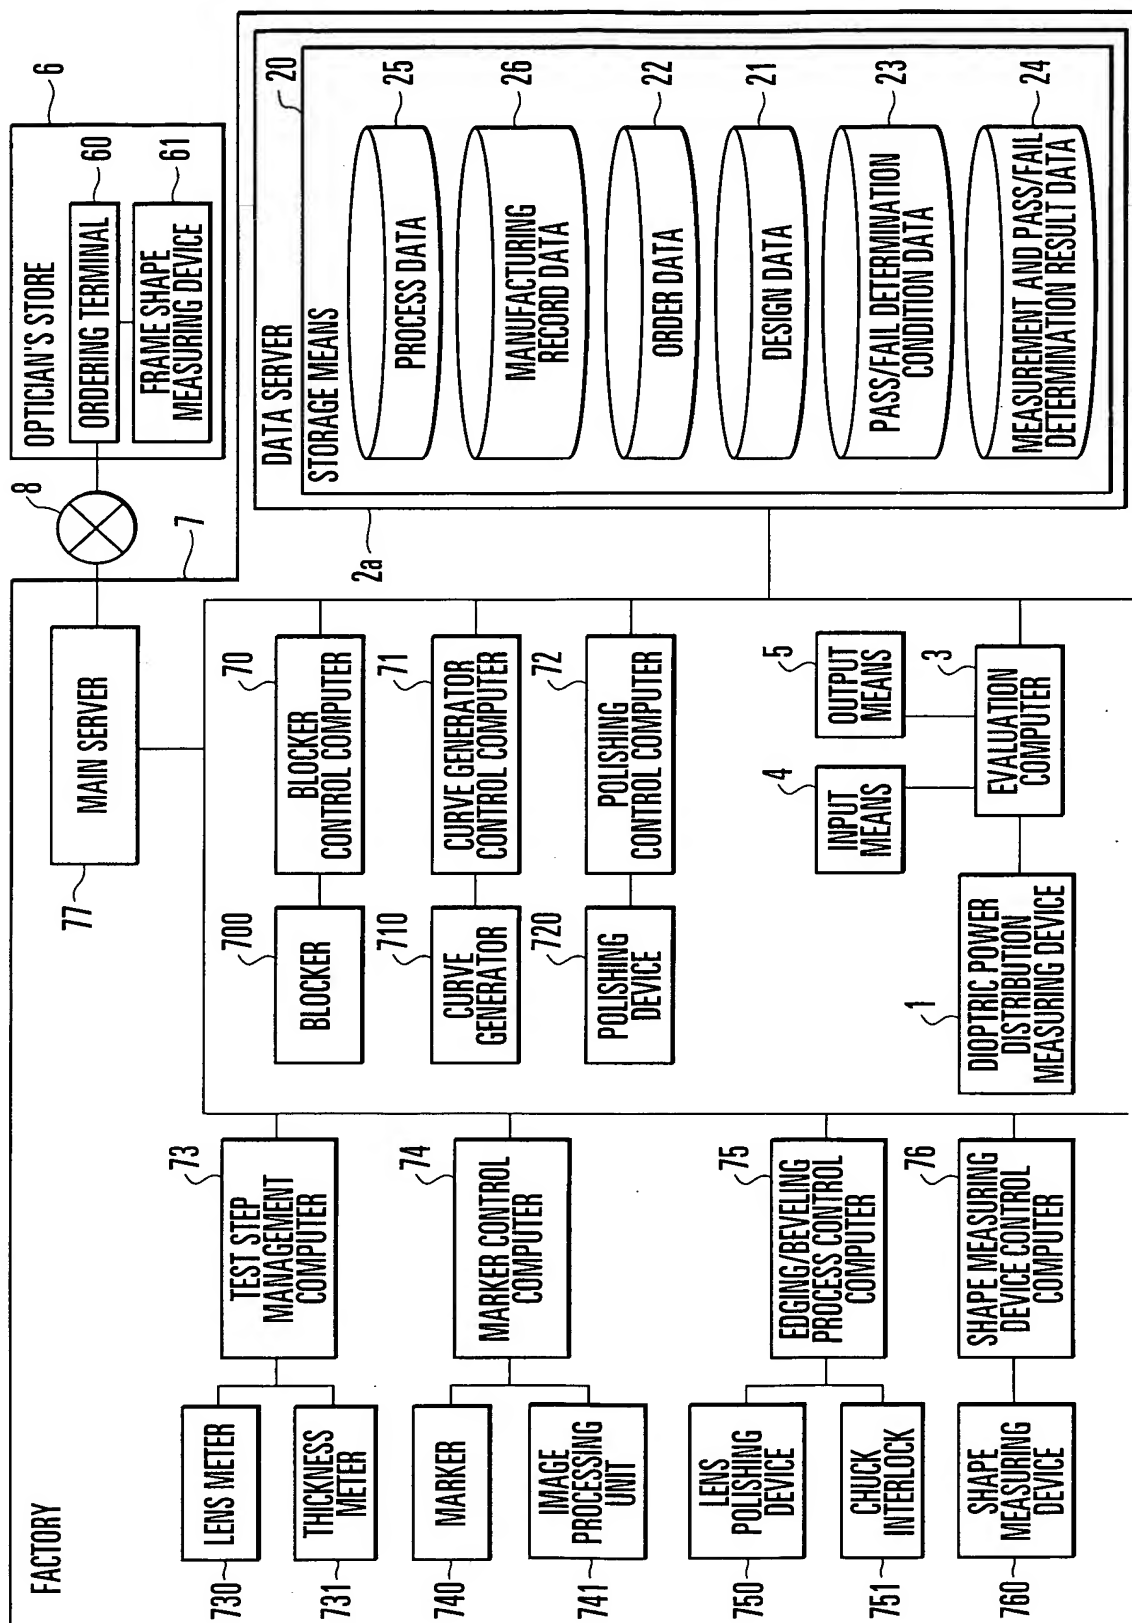 FACTORY
7
MAIN SERVER
77
8
OPTICIAN'S STORE
6
ORDERING TERMINAL
60
FRAME SHAPE
MEASURING DEVICE
61
DATA SERVER
2a
STORAGE MEANS
20
PROCESS DATA
25
MANUFACTURING
RECORD DATA
26
ORDER DATA
22
DESIGN DATA
21
PASS/FAIL DETERMINATION
CONDITION DATA
23
MEASUREMENT AND PASS/FAIL
DETERMINATION RESULT DATA
24
700
BLOCKER
70
BLOCKER
CONTROL COMPUTER
710
CURVE
GENERATOR
71
CURVE GENERATOR
CONTROL COMPUTER
720
POLISHING
DEVICE
72
POLISHING
CONTROL COMPUTER
4
INPUT
MEANS
5
OUTPUT
MEANS
1
DIOPTRIC POWER
DISTRIBUTION
MEASURING DEVICE
3
EVALUATION
COMPUTER
730
LENS METER
731
THICKNESS
METER
73
TEST STEP
MANAGEMENT
COMPUTER
740
MARKER
741
IMAGE
PROCESSING
UNIT
74
MARKER CONTROL
COMPUTER
750
LENS
POLISHING
DEVICE
751
CHUCK
INTERLOCK
75
EDGING/BEVELING
PROCESS CONTROL
COMPUTER
760
SHAPE
MEASURING
DEVICE
76
SHAPE MEASURING
DEVICE CONTROL
COMPUTER